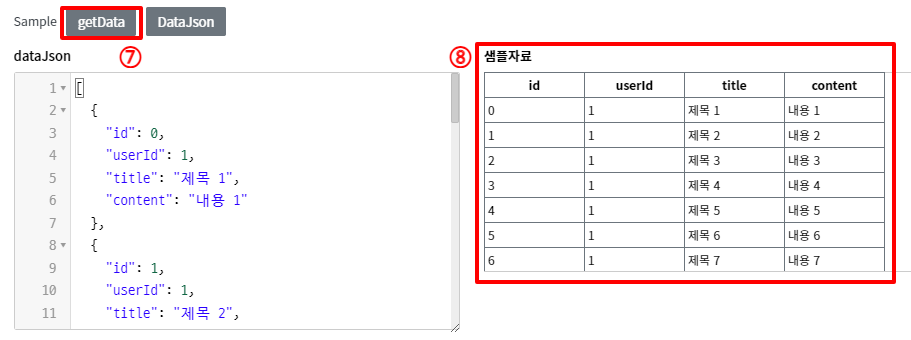 Sample getData DataJson
dataJson ⑦ ⑧ 샘플자료
1 [
2 {
3 "id": 0,
4 "userId": 1,
5 "title": "제목 1",
6 "content": "내용 1"
7 },
8 {
9 "id": 1,
10 "userId": 1,
11 "title": "제목 2",
id userId title content
0 1 제목 1 내용 1
1 1 제목 2 내용 2
2 1 제목 3 내용 3
3 1 제목 4 내용 4
4 1 제목 5 내용 5
5 1 제목 6 내용 6
6 1 제목 7 내용 7